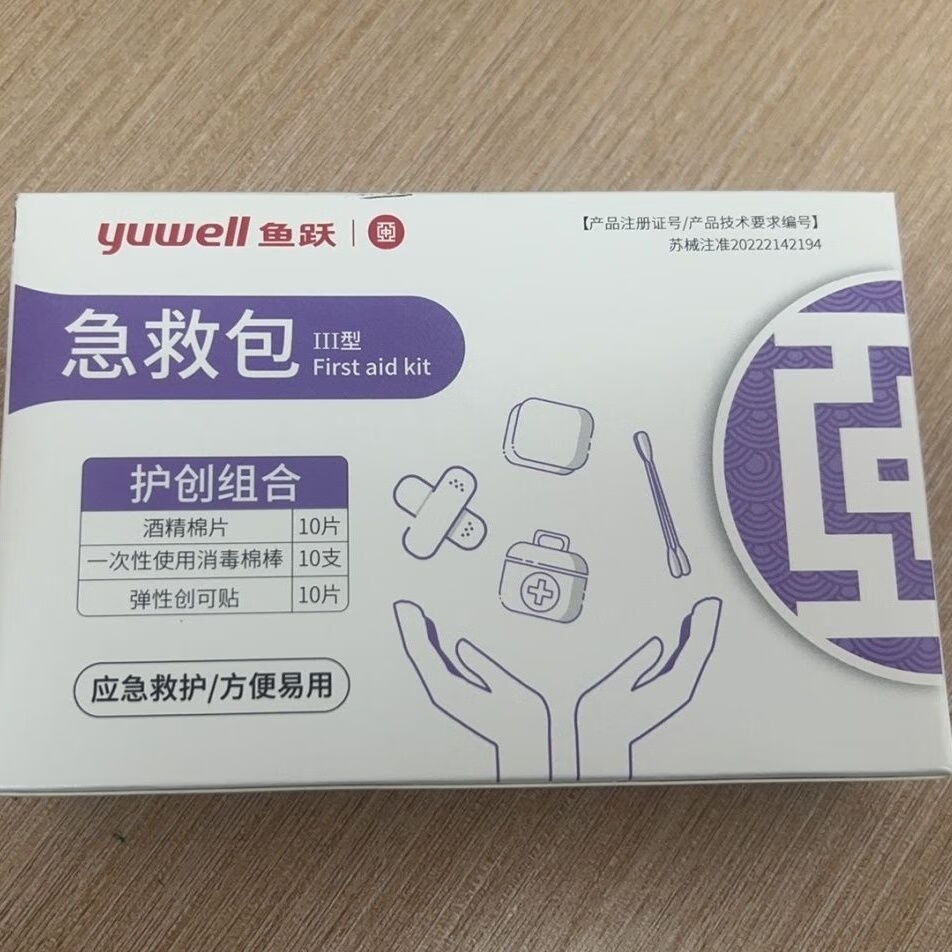 yuwell 鱼跃
【产品注册证号/产品技术要求编号】
苏械注准20222142194
急救包 III型
First aid kit
护创组合
酒精棉片 10片
一次性使用消毒棉棒 10支
弹性创可贴 10片
应急救护/方便易用